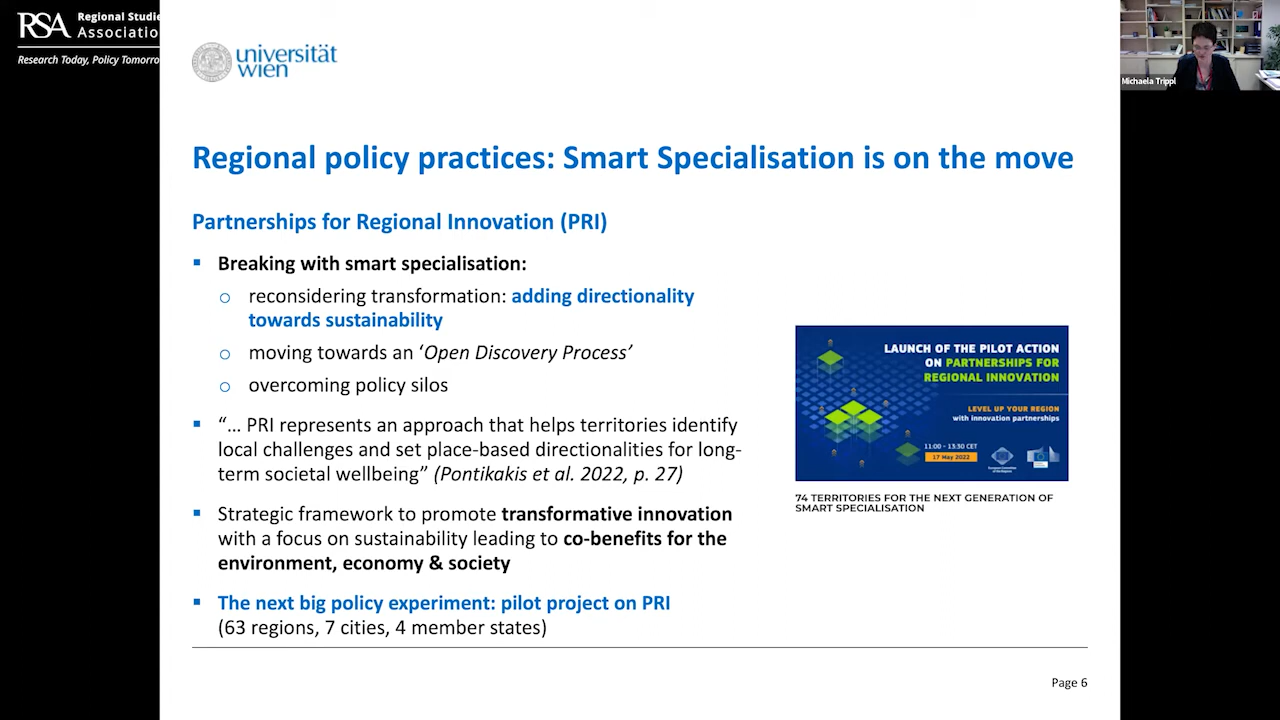 RSA Regional Studie
Associatio
Research Today, Policy Tomorro
universität
wien
Michaela Trippl
Regional policy practices: Smart Specialisation is on the move
Partnerships for Regional Innovation (PRI)
▪ Breaking with smart specialisation:
o reconsidering transformation: adding directionality
towards sustainability
o moving towards an ‘Open Discovery Process’
o overcoming policy silos
▪ “… PRI represents an approach that helps territories identify
local challenges and set place-based directionalities for long-
term societal wellbeing” (Pontikakis et al. 2022, p. 27)
▪ Strategic framework to promote transformative innovation
with a focus on sustainability leading to co-benefits for the
environment, economy & society
▪ The next big policy experiment: pilot project on PRI
(63 regions, 7 cities, 4 member states)
LAUNCH OF THE PILOT ACTION
ON PARTNERSHIPS FOR
REGIONAL INNOVATION
LEVEL UP YOUR REGION
with innovation partnerships
11:00 - 13:30 CET
17 May 2022
74 TERRITORIES FOR THE NEXT GENERATION OF
SMART SPECIALISATION
Page 6